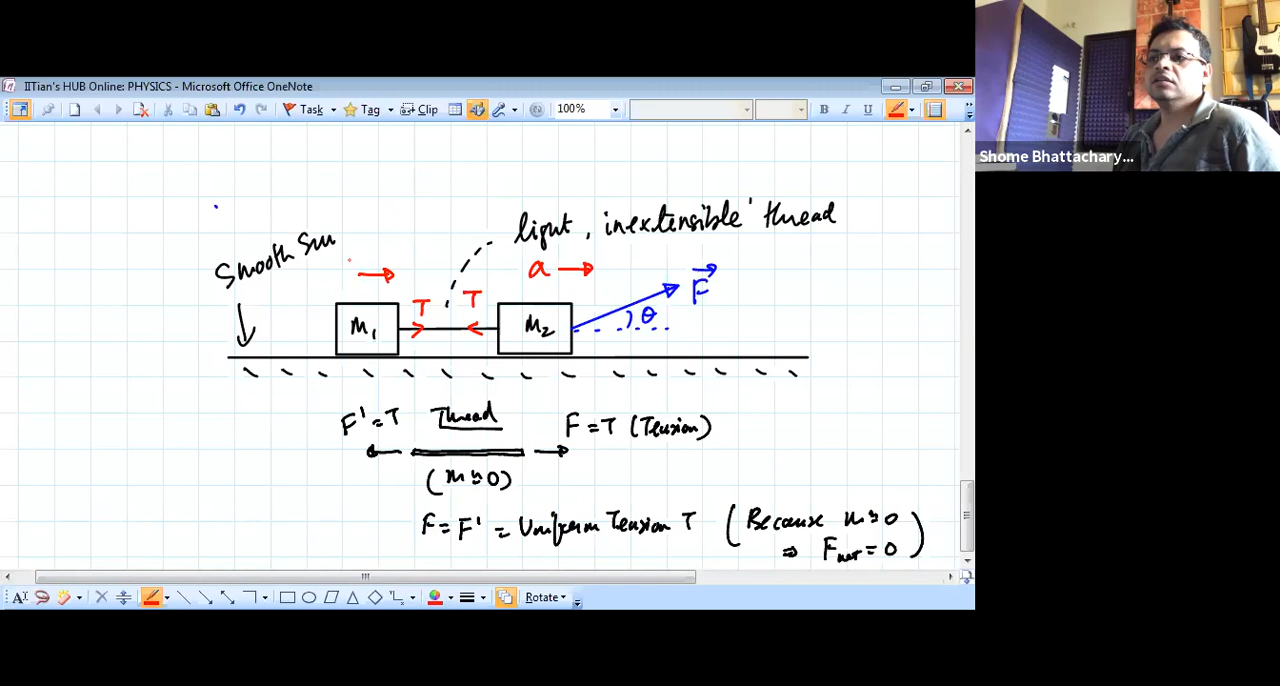 IITian's HUB Online: PHYSICS - Microsoft Office OneNote
Task Tag Clip 100% B I U
Shome Bhattachary...
light, inextensible thread
Smooth Su
a
F
T T
θ
m₁ m₂
F' = T Thread F = T (Tension)
(m ≈ 0)
F = F' = Uniform Tension T (Because m ≈ 0
⇒ Fnet = 0)
A Rotate